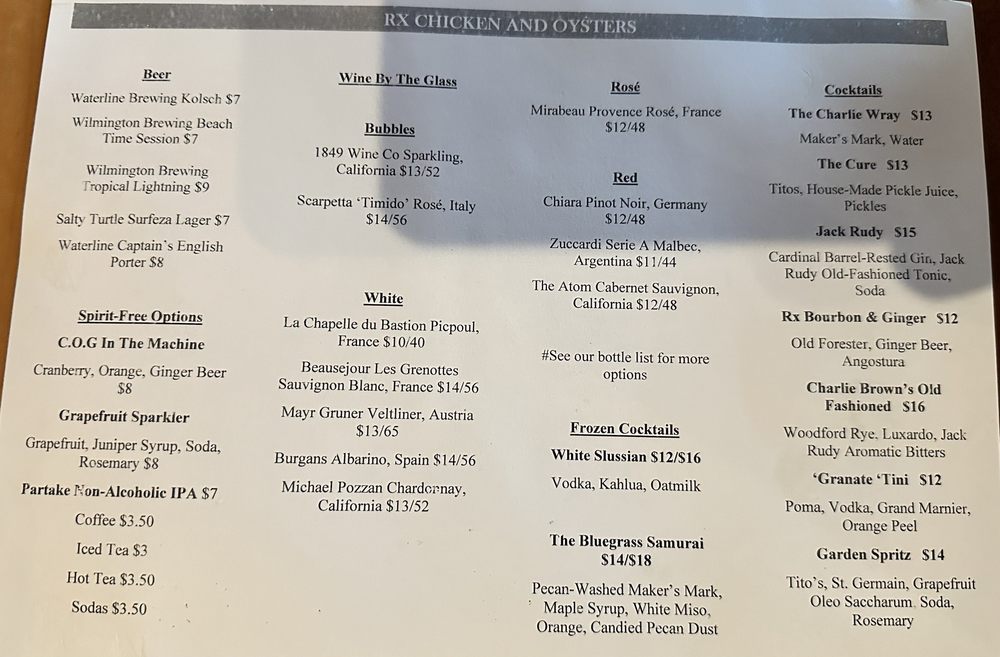 RX CHICKEN AND OYSTERS
Beer
Waterline Brewing Kolsch $7
Wilmington Brewing Beach
Time Session $7
Wilmington Brewing
Tropical Lightning $9
Salty Turtle Surfeza Lager $7
Waterline Captain's English
Porter $8
Spirit-Free Options
C.O.G In The Machine
Cranberry, Orange, Ginger Beer
$8
Grapefruit Sparkler
Grapefruit, Juniper Syrup, Soda,
Rosemary $8
Partake Non-Alcoholic IPA $7
Coffee $3.50
Iced Tea $3
Hot Tea $3.50
Sodas $3.50
Wine By The Glass
Bubbles
1849 Wine Co Sparkling,
California $13/52
Scarpetta 'Timido' Rosé, Italy
$14/56
White
La Chapelle du Bastion Picpoul,
France $10/40
Beausejour Les Grenottes
Sauvignon Blanc, France $14/56
Mayr Gruner Veltliner, Austria
$13/65
Burgans Albarino, Spain $14/56
Michael Pozzan Chardonnay,
California $13/52
Rosé
Mirabeau Provence Rosé, France
$12/48
Red
Chiara Pinot Noir, Germany
$12/48
Zuccardi Serie A Malbec,
Argentina $11/44
The Atom Cabernet Sauvignon,
California $12/48
#See our bottle list for more
options
Frozen Cocktails
White Slussian $12/$16
Vodka, Kahlua, Oatmilk
The Bluegrass Samurai
$14/$18
Pecan-Washed Maker's Mark,
Maple Syrup, White Miso,
Orange, Candied Pecan Dust
Cocktails
The Charlie Wray $13
Maker's Mark, Water
The Cure $13
Titos, House-Made Pickle Juice,
Pickles
Jack Rudy $15
Cardinal Barrel-Rested Gin, Jack
Rudy Old-Fashioned Tonic,
Soda
Rx Bourbon & Ginger $12
Old Forester, Ginger Beer,
Angostura
Charlie Brown's Old
Fashioned $16
Woodford Rye, Luxardo, Jack
Rudy Aromatic Bitters
'Granate 'Tini $12
Poma, Vodka, Grand Marnier,
Orange Peel
Garden Spritz $14
Tito's, St. Germain, Grapefruit
Oleo Saccharum, Soda,
Rosemary